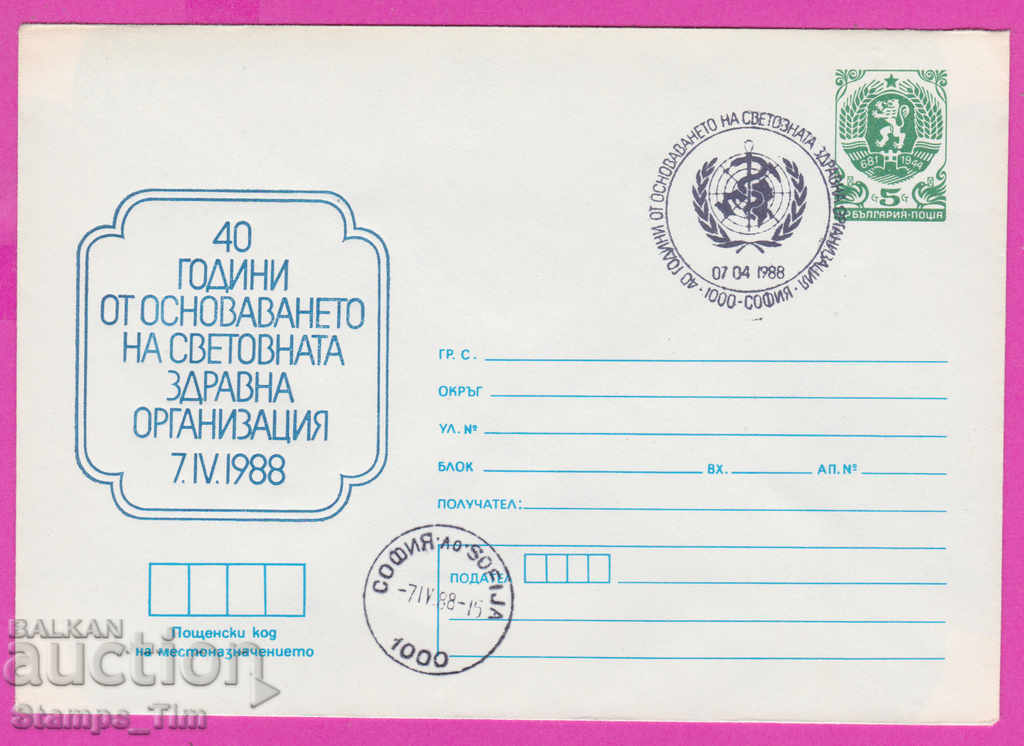 40
ГОДИНИ
ОТ ОСНОВАВАНЕТО
НА СВЕТОВНАТА
ЗДРАВНА
ОРГАНИЗАЦИЯ
7.IV.1988
40 ГОДИНИ ОТ ОСНОВАВАНЕТО НА СВЕТОВНАТА ЗДРАВНА ОРГАНИЗАЦИЯ
07 04 1988
· 1000 - СОФИЯ ·
681 1944
5
БЪЛГАРИЯ·ПОЩА
ГР. С.
ОКРЪГ
УЛ. №
БЛОК ВХ. АП. №
ПОЛУЧАТЕЛ:
ПОДАТЕЛ
СОФИЯ·АО·SOFIJA
-7IV.88-15
1000
Пощенски код
на местоназначението
BALKAN
auction
Stamps_Tim